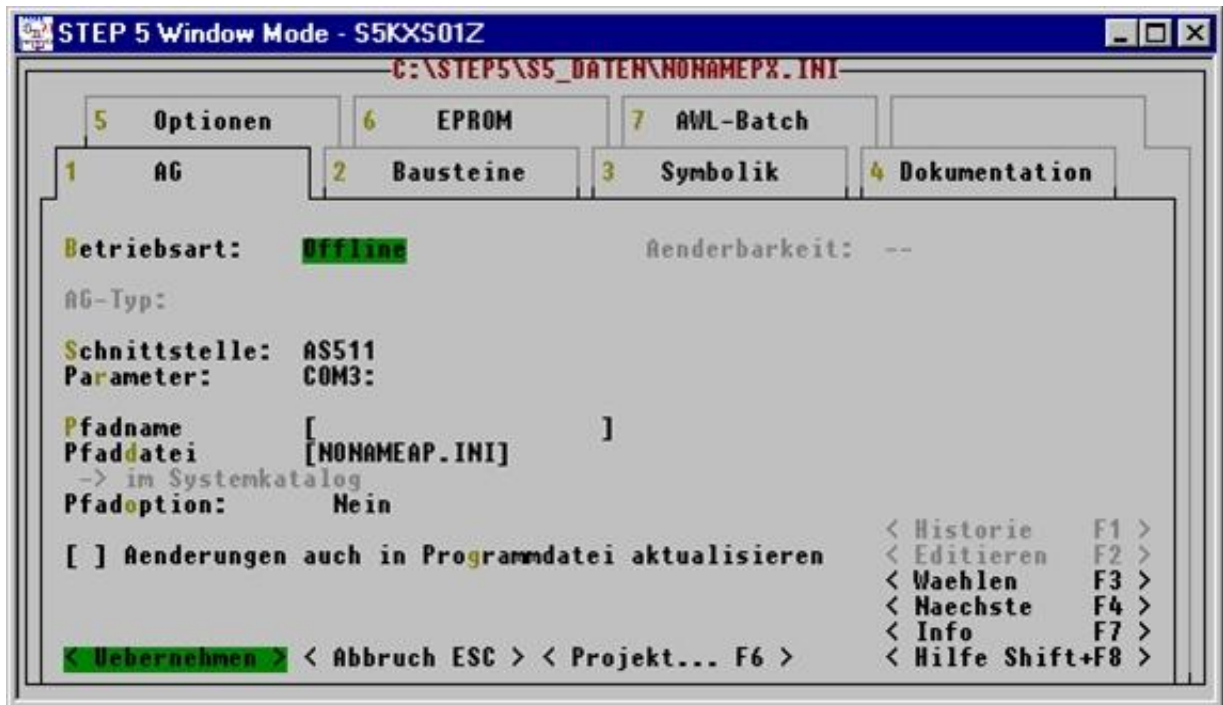 STEP 5 Window Mode - S5KXS01Z
C:\STEP5\S5_DATEN\NONAMEPX.INI
5 Optionen 6 EPROM 7 AWL-Batch
1 AG 2 Bausteine 3 Symbolik 4 Dokumentation
Betriebsart: Offline Aenderbarkeit: --
AG-Typ:
Schnittstelle: AS511
Parameter: COM3:
Pfadname [ ]
Pfaddatei [NONAMEAP.INI]
-> im Systemkatalog
Pfadoption: Nein
< Historie F1 >
[ ] Aenderungen auch in Programmdatei aktualisieren < Editieren F2 >
< Waehlen F3 >
< Naechste F4 >
< Info F7 >
< Uebernehmen > < Abbruch ESC > < Projekt... F6 > < Hilfe Shift+F8 >